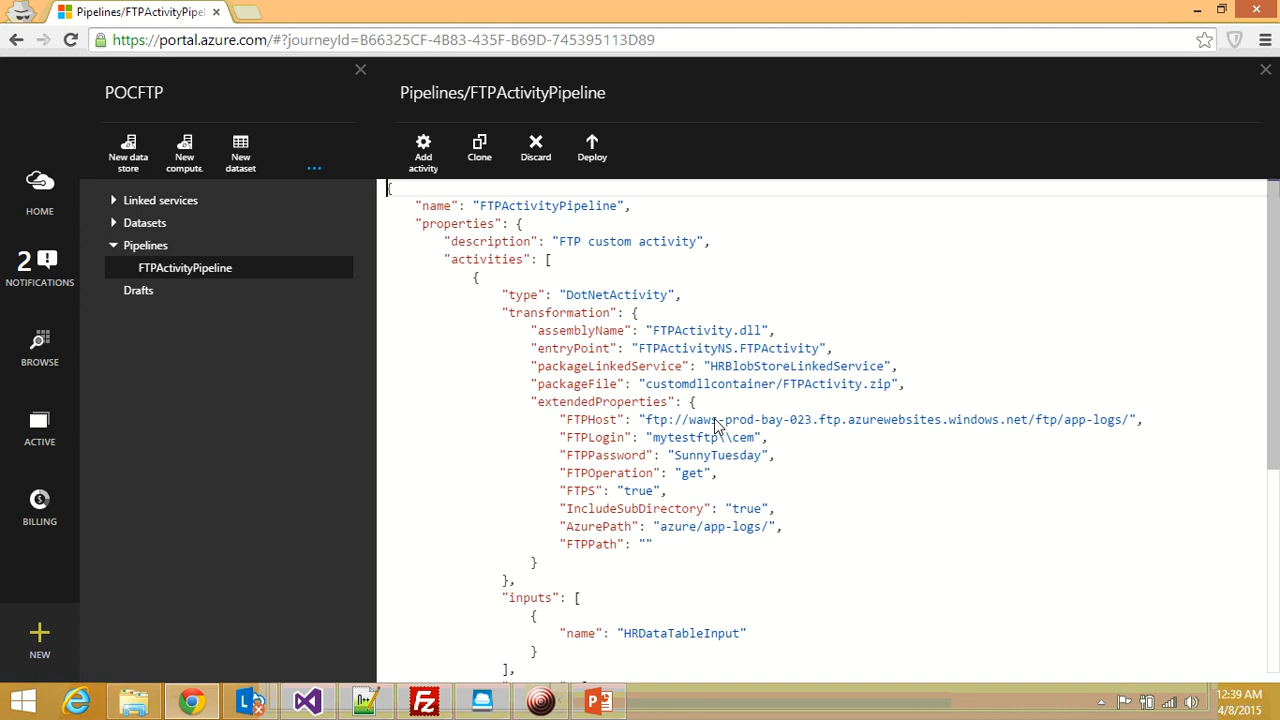 Pipelines/FTPActivityPipel
https://portal.azure.com/#?journeyId=B66325CF-4B83-435F-B69D-745395113D89
POCFTP
Pipelines/FTPActivityPipeline
New data store
New compute
New dataset
...
Add activity
Clone
Discard
Deploy
HOME
2
NOTIFICATIONS
BROWSE
ACTIVE
BILLING
NEW
Linked services
Datasets
Pipelines
FTPActivityPipeline
Drafts
{
"name": "FTPActivityPipeline",
"properties": {
"description": "FTP custom activity",
"activities": [
{
"type": "DotNetActivity",
"transformation": {
"assemblyName": "FTPActivity.dll",
"entryPoint": "FTPActivityNS.FTPActivity",
"packageLinkedService": "HRBlobStoreLinkedService",
"packageFile": "customdllcontainer/FTPActivity.zip",
"extendedProperties": {
"FTPHost": "ftp://waws-prod-bay-023.ftp.azurewebsites.windows.net/ftp/app-logs/",
"FTPLogin": "mytestftp\\cem",
"FTPPassword": "SunnyTuesday",
"FTPOperation": "get",
"FTPS": "true",
"IncludeSubDirectory": "true",
"AzurePath": "azure/app-logs/",
"FTPPath": ""
}
},
"inputs": [
{
"name": "HRDataTableInput"
}
],
12:39 AM
4/8/2015